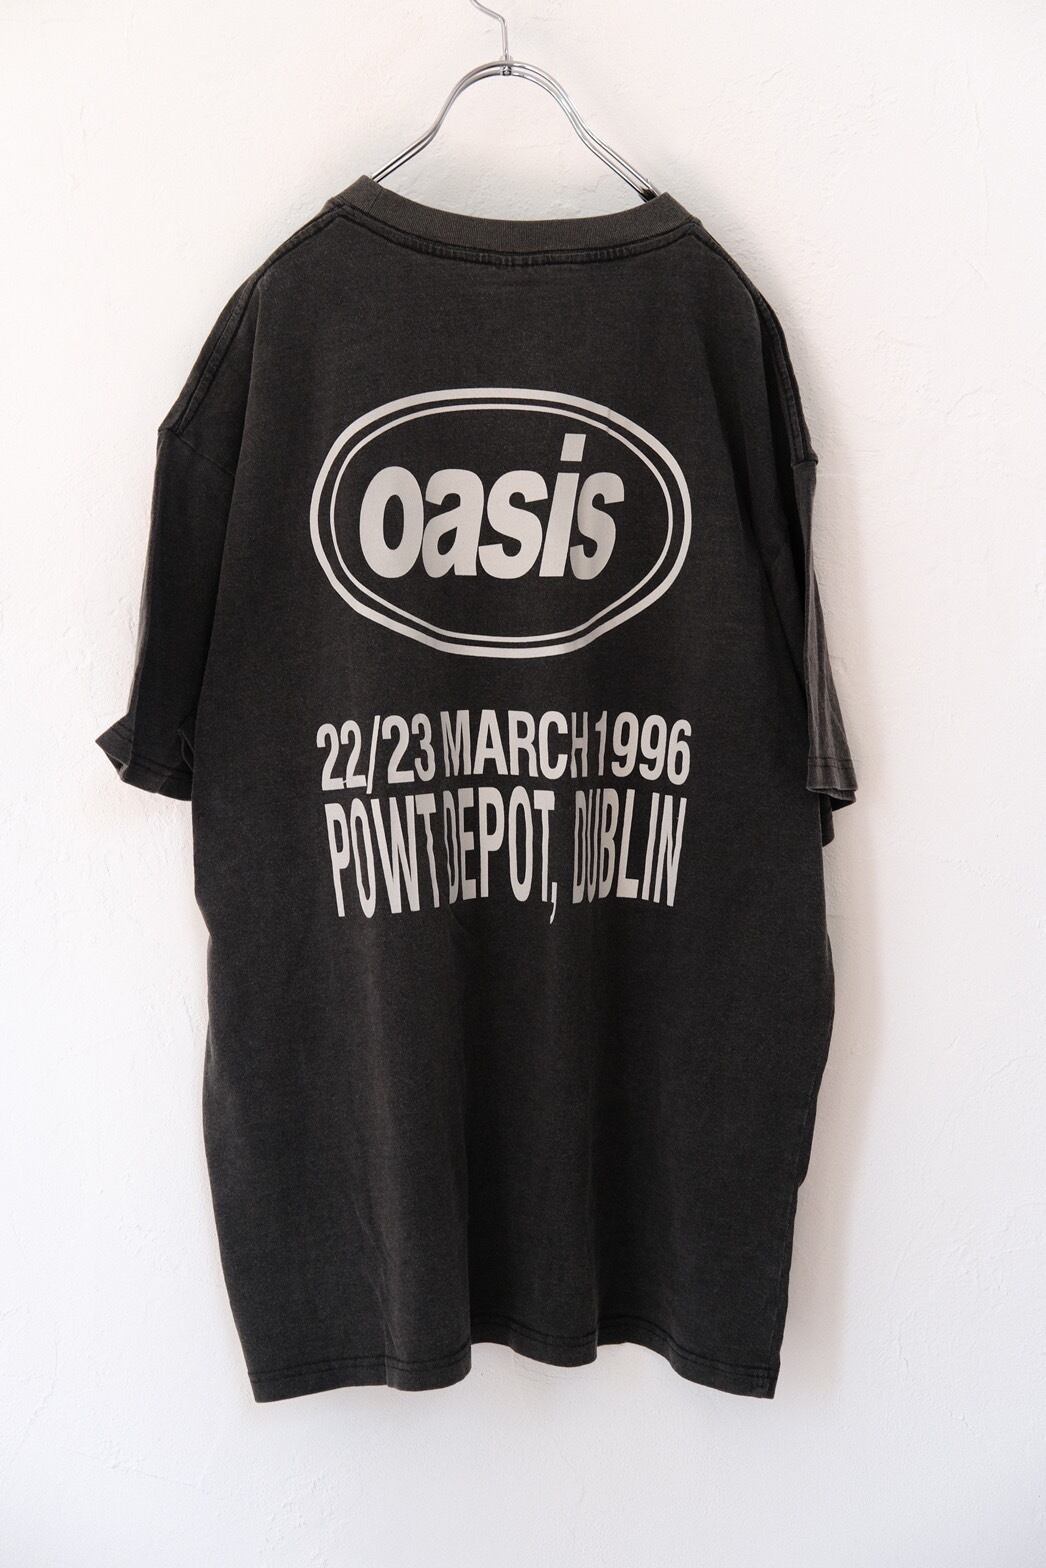 oasis
22/23 MARCH 1996
POWT DEPOT, DUBLIN